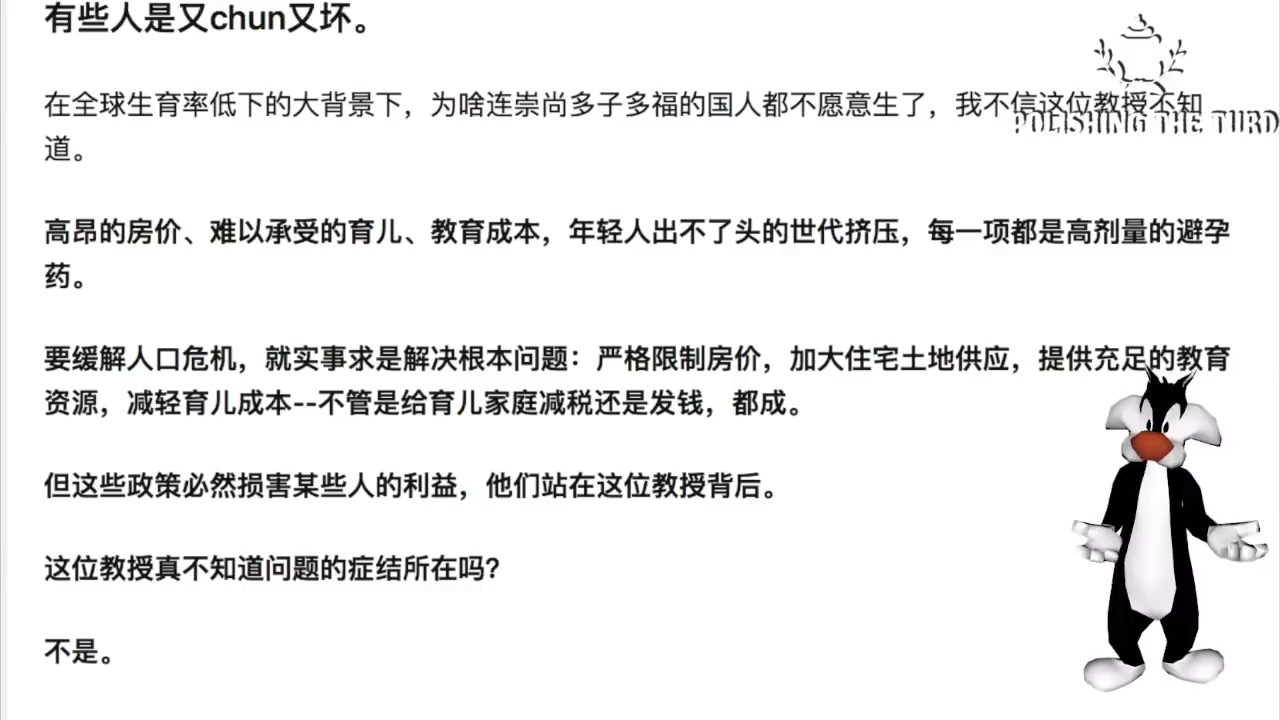 有些人是又chun又坏。
在全球生育率低下的大背景下，为啥连崇尚多子多福的国人都不愿意生了，我不信这位教授不知
道。
POLISHING THE TURD
高昂的房价、难以承受的育儿、教育成本，年轻人出不了头的世代挤压，每一项都是高剂量的避孕
药。
要缓解人口危机，就实事求是解决根本问题：严格限制房价，加大住宅土地供应，提供充足的教育
资源，减轻育儿成本--不管是给育儿家庭减税还是发钱，都成。
但这些政策必然损害某些人的利益，他们站在这位教授背后。
这位教授真不知道问题的症结所在吗？
不是。